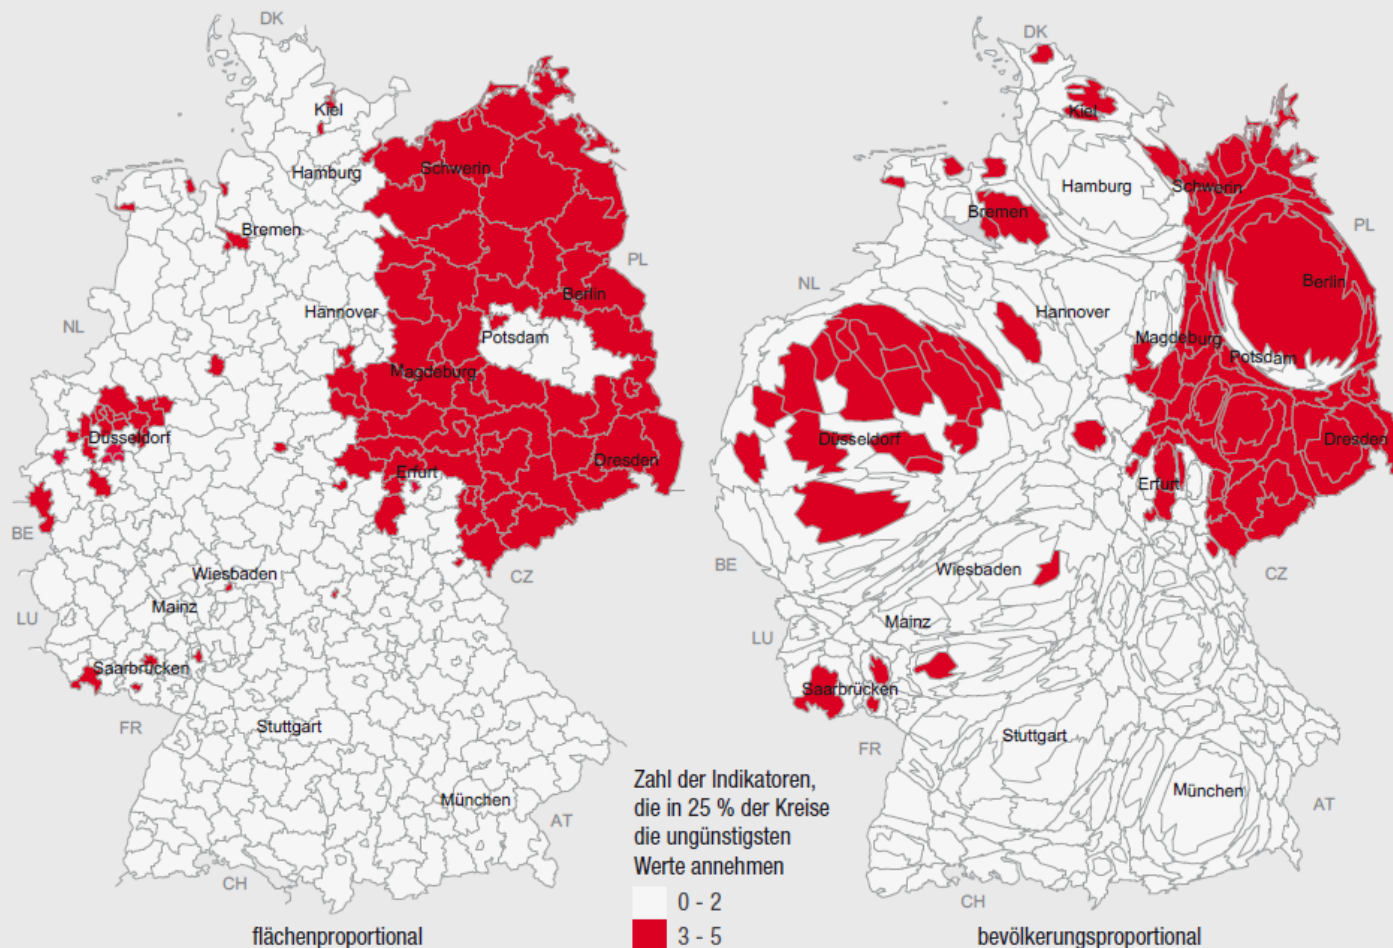 DK
Kiel
Hamburg
Schwerin
Bremen
PL
Berlin
Hannover
NL
Potsdam
Magdeburg
Düsseldorf
Dresden
Erfurt
BE
CZ
Wiesbaden
Mainz
LU
Saarbrücken
FR
Stuttgart
München
AT
CH
flächenproportional
Zahl der Indikatoren,
die in 25 % der Kreise
die ungünstigsten
Werte annehmen
0 - 2
3 - 5
DK
Kiel
Hamburg
Schwerin
Bremen
PL
Berlin
NL
Hannover
Magdeburg
Potsdam
Düsseldorf
Dresden
Erfurt
BE
Wiesbaden
CZ
Mainz
LU
Saarbrücken
FR
Stuttgart
München
AT
CH
bevölkerungsproportional